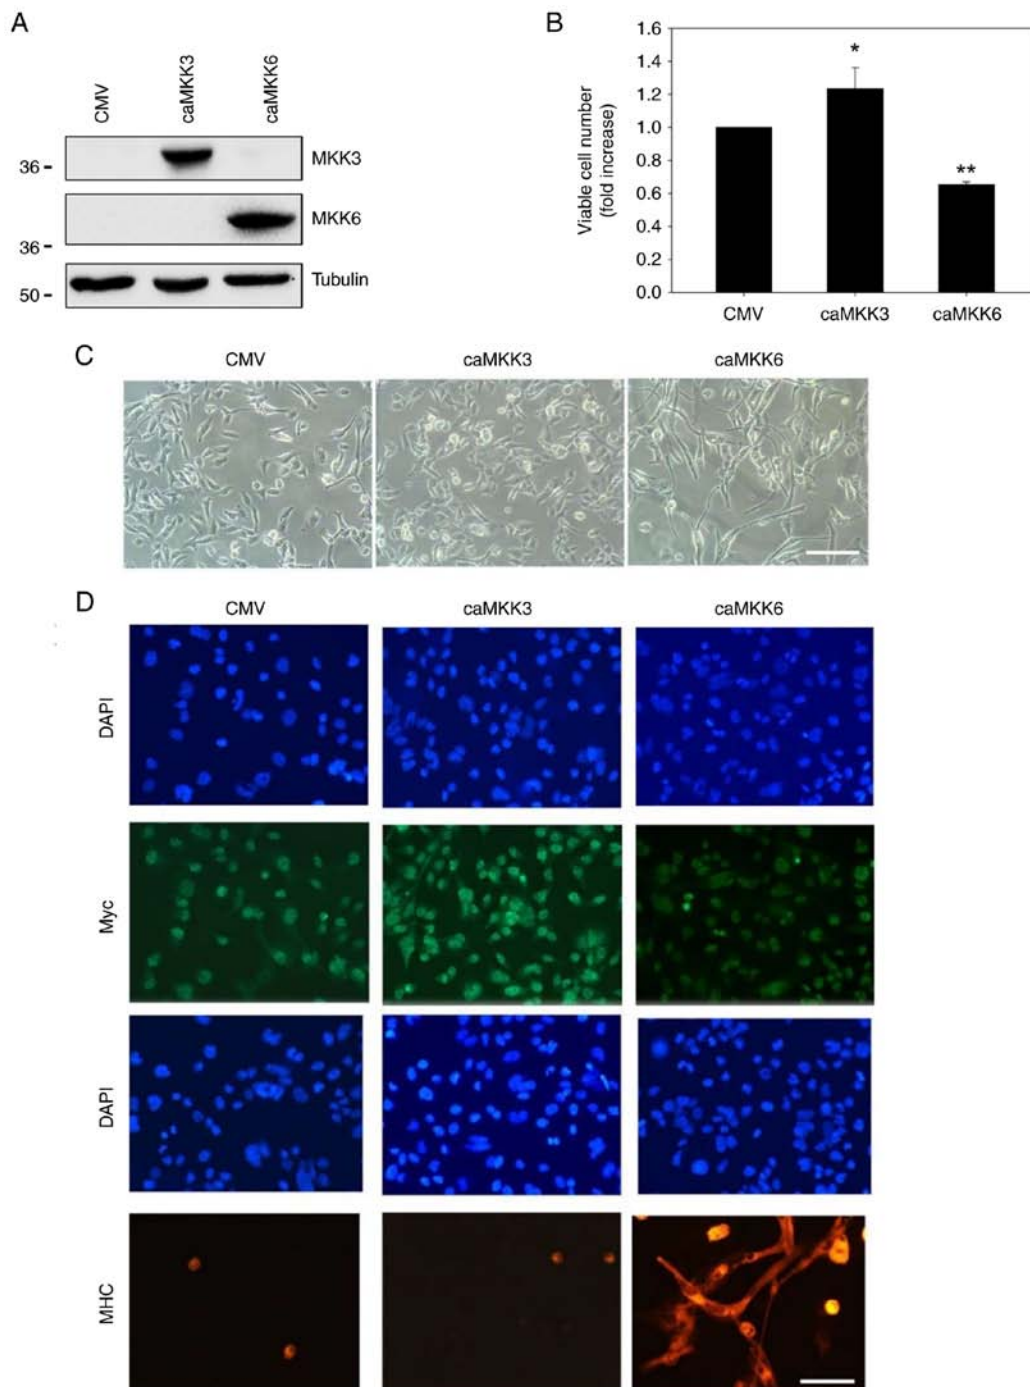 A
CMV
caMKK3
caMKK6
36
MKK3
MKK6
36
Tubulin
50
B
Viable cell number
(fold increase)
1.6
1.4
1.2
1.0
0.8
0.6
0.4
0.2
0.0
*
**
CMV caMKK3 caMKK6
C
CMV caMKK3 caMKK6
D
CMV caMKK3 caMKK6
DAPI
Myc
DAPI
MHC